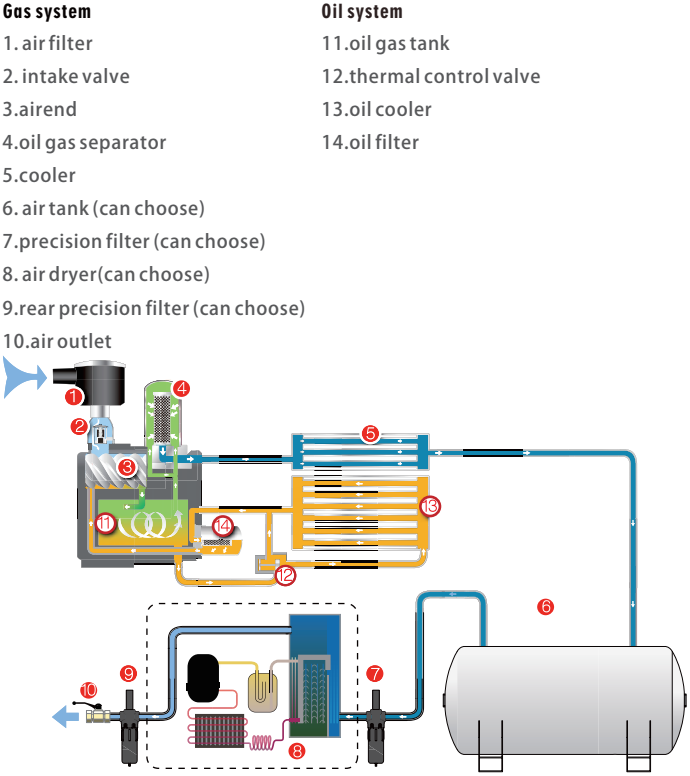 Gas system
1. air filter
2. intake valve
3.airend
4.oil gas separator
5.cooler
6. air tank (can choose)
7.precision filter (can choose)
8. air dryer(can choose)
9.rear precision filter (can choose)
10.air outlet
Oil system
11.oil gas tank
12.thermal control valve
13.oil cooler
14.oil filter
1
4
2
5
3
13
11
14
12
6
9
7
10
8